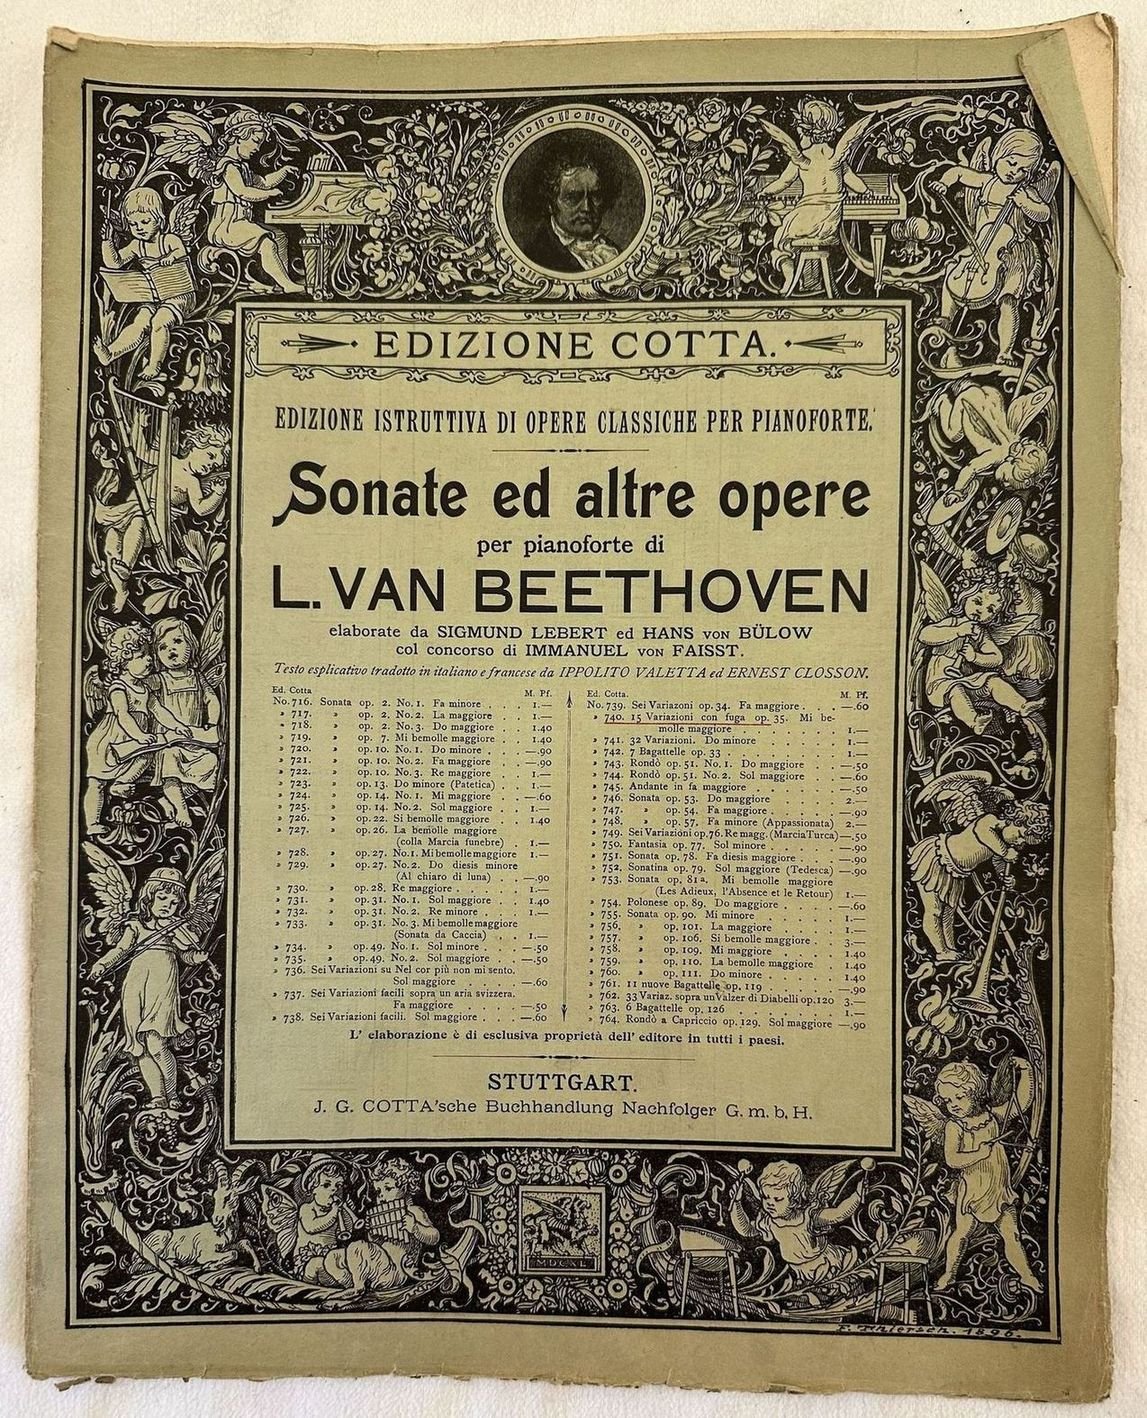 EDIZIONE COTTA.
EDIZIONE ISTRUTTIVA DI OPERE CLASSICHE PER PIANOFORTE.
Sonate ed altre opere
per pianoforte di
L. VAN BEETHOVEN
elaborate da SIGMUND LEBERT ed HANS VON BÜLOW
col concorso di IMMANUEL VON FAISST.
Testo esplicativo tradotto in italiano e francese da IPPOLITO VALETTA ed ERNEST CLOSSON.
Ed. Cotta M. Pf.
No. 716. Sonata op. 2. No. 1. Fa minore . . . 1.—
» 717. » op. 2. No. 2. La maggiore . . 1.—
» 718. » op. 2. No. 3. Do maggiore . . 1.40
» 719. » op. 7. Mi bemolle maggiore . . 1.40
» 720. » op. 10. No. 1. Do minore . . . —.90
» 721. » op. 10. No. 2. Fa maggiore . . —.90
» 722. » op. 10. No. 3. Re maggiore . . 1.—
» 723. » op. 13. Do minore (Patetica) . . 1.—
» 724. » op. 14. No. 1. Mi maggiore . . —.60
» 725. » op. 14. No. 2. Sol maggiore . . 1.—
» 726. » op. 22. Si bemolle maggiore . . 1.40
» 727. » op. 26. La bemolle maggiore
(colla Marcia funebre) . . 1.—
» 728. » op. 27. No. 1. Mi bemolle maggiore 1.—
» 729. » op. 27. No. 2. Do diesis minore
(Al chiaro di luna) . . —.90
» 730. » op. 28. Re maggiore . . . . . 1.—
» 731. » op. 31. No. 1. Sol maggiore . . 1.40
» 732. » op. 31. No. 2. Re minore . . . 1.—
» 733. » op. 31. No. 3. Mi bemolle maggiore
(Sonata da Caccia) . . . 1.—
» 734. » op. 49. No. 1. Sol minore . . . —.50
» 735. » op. 49. No. 2. Sol maggiore . . —.50
» 736. Sei Variazioni su Nel cor più non mi sento.
Sol maggiore . . . . —.60
» 737. Sei Variazioni facili sopra un aria svizzera.
Fa maggiore . . . . —.50
» 738. Sei Variazioni facili. Sol maggiore . . . —.60
Ed. Cotta. M. Pf.
No. 739. Sei Variazoni op. 34. Fa maggiore . . . —.60
» 740. 15 Variazioni con fuga op. 35. Mi be-
molle maggiore . . . . . . . 1.—
» 741. 32 Variazioni. Do minore . . . . . . 1.—
» 742. 7 Bagattelle op. 33 . . . . . . . 1.—
» 743. Rondò op. 51. No. 1. Do maggiore . . . —.50
» 744. Rondò op. 51. No. 2. Sol maggiore . . . —.60
» 745. Andante in fa maggiore . . . . . . —.50
» 746. Sonata op. 53. Do maggiore . . . . 2.—
» 747. » op. 54. Fa maggiore . . . . —.90
» 748. » op. 57. Fa minore (Appassionata) 2.—
» 749. Sei Variazioni op. 76. Re magg. (Marcia Turca) —.50
» 750. Fantasia op. 77. Sol minore . . . . —.90
» 751. Sonata op. 78. Fa diesis maggiore . . . —.90
» 752. Sonatina op. 79. Sol maggiore (Tedesca) —.90
» 753. Sonata op. 81a. Mi bemolle maggiore
(Les Adieux, l'Absence et le Retour) 1.—
» 754. Polonese op. 89. Do maggiore . . . . —.60
» 755. Sonata op. 90. Mi minore . . . . . 1.—
» 756. » op. 101. La maggiore . . . . 1.—
» 757. » op. 106. Si bemolle maggiore . . 3.—
» 758. » op. 109. Mi maggiore . . . . 1.40
» 759. » op. 110. La bemolle maggiore . . 1.40
» 760. » op. 111. Do minore . . . . . 1.40
» 761. 11 nuove Bagattelle op. 119 . . . . —.90
» 762. 33 Variaz. sopra un Valzer di Diabelli op. 120 3.—
» 763. 6 Bagattelle op. 126 . . . . . . 1.—
» 764. Rondò a Capriccio op. 129. Sol maggiore —.90
L' elaborazione è di esclusiva proprietà dell' editore in tutti i paesi.
STUTTGART.
J. G. COTTA'sche Buchhandlung Nachfolger G. m. b. H.
MDCXL
F. Thiersch. 1896.